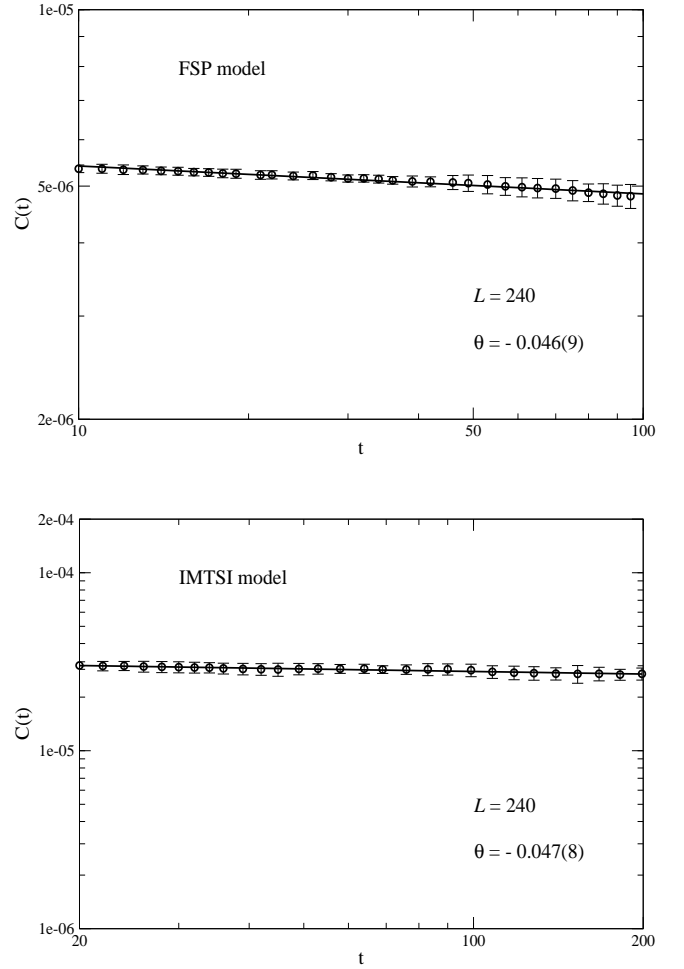 1e-05
FSP model
5e-06
C(t)
L = 240
θ = - 0.046(9)
2e-06
10 50 100
t
2e-04
1e-04
IMTSI model
C(t)
1e-05
L = 240
θ = - 0.047(8)
1e-06
20 100 200
t